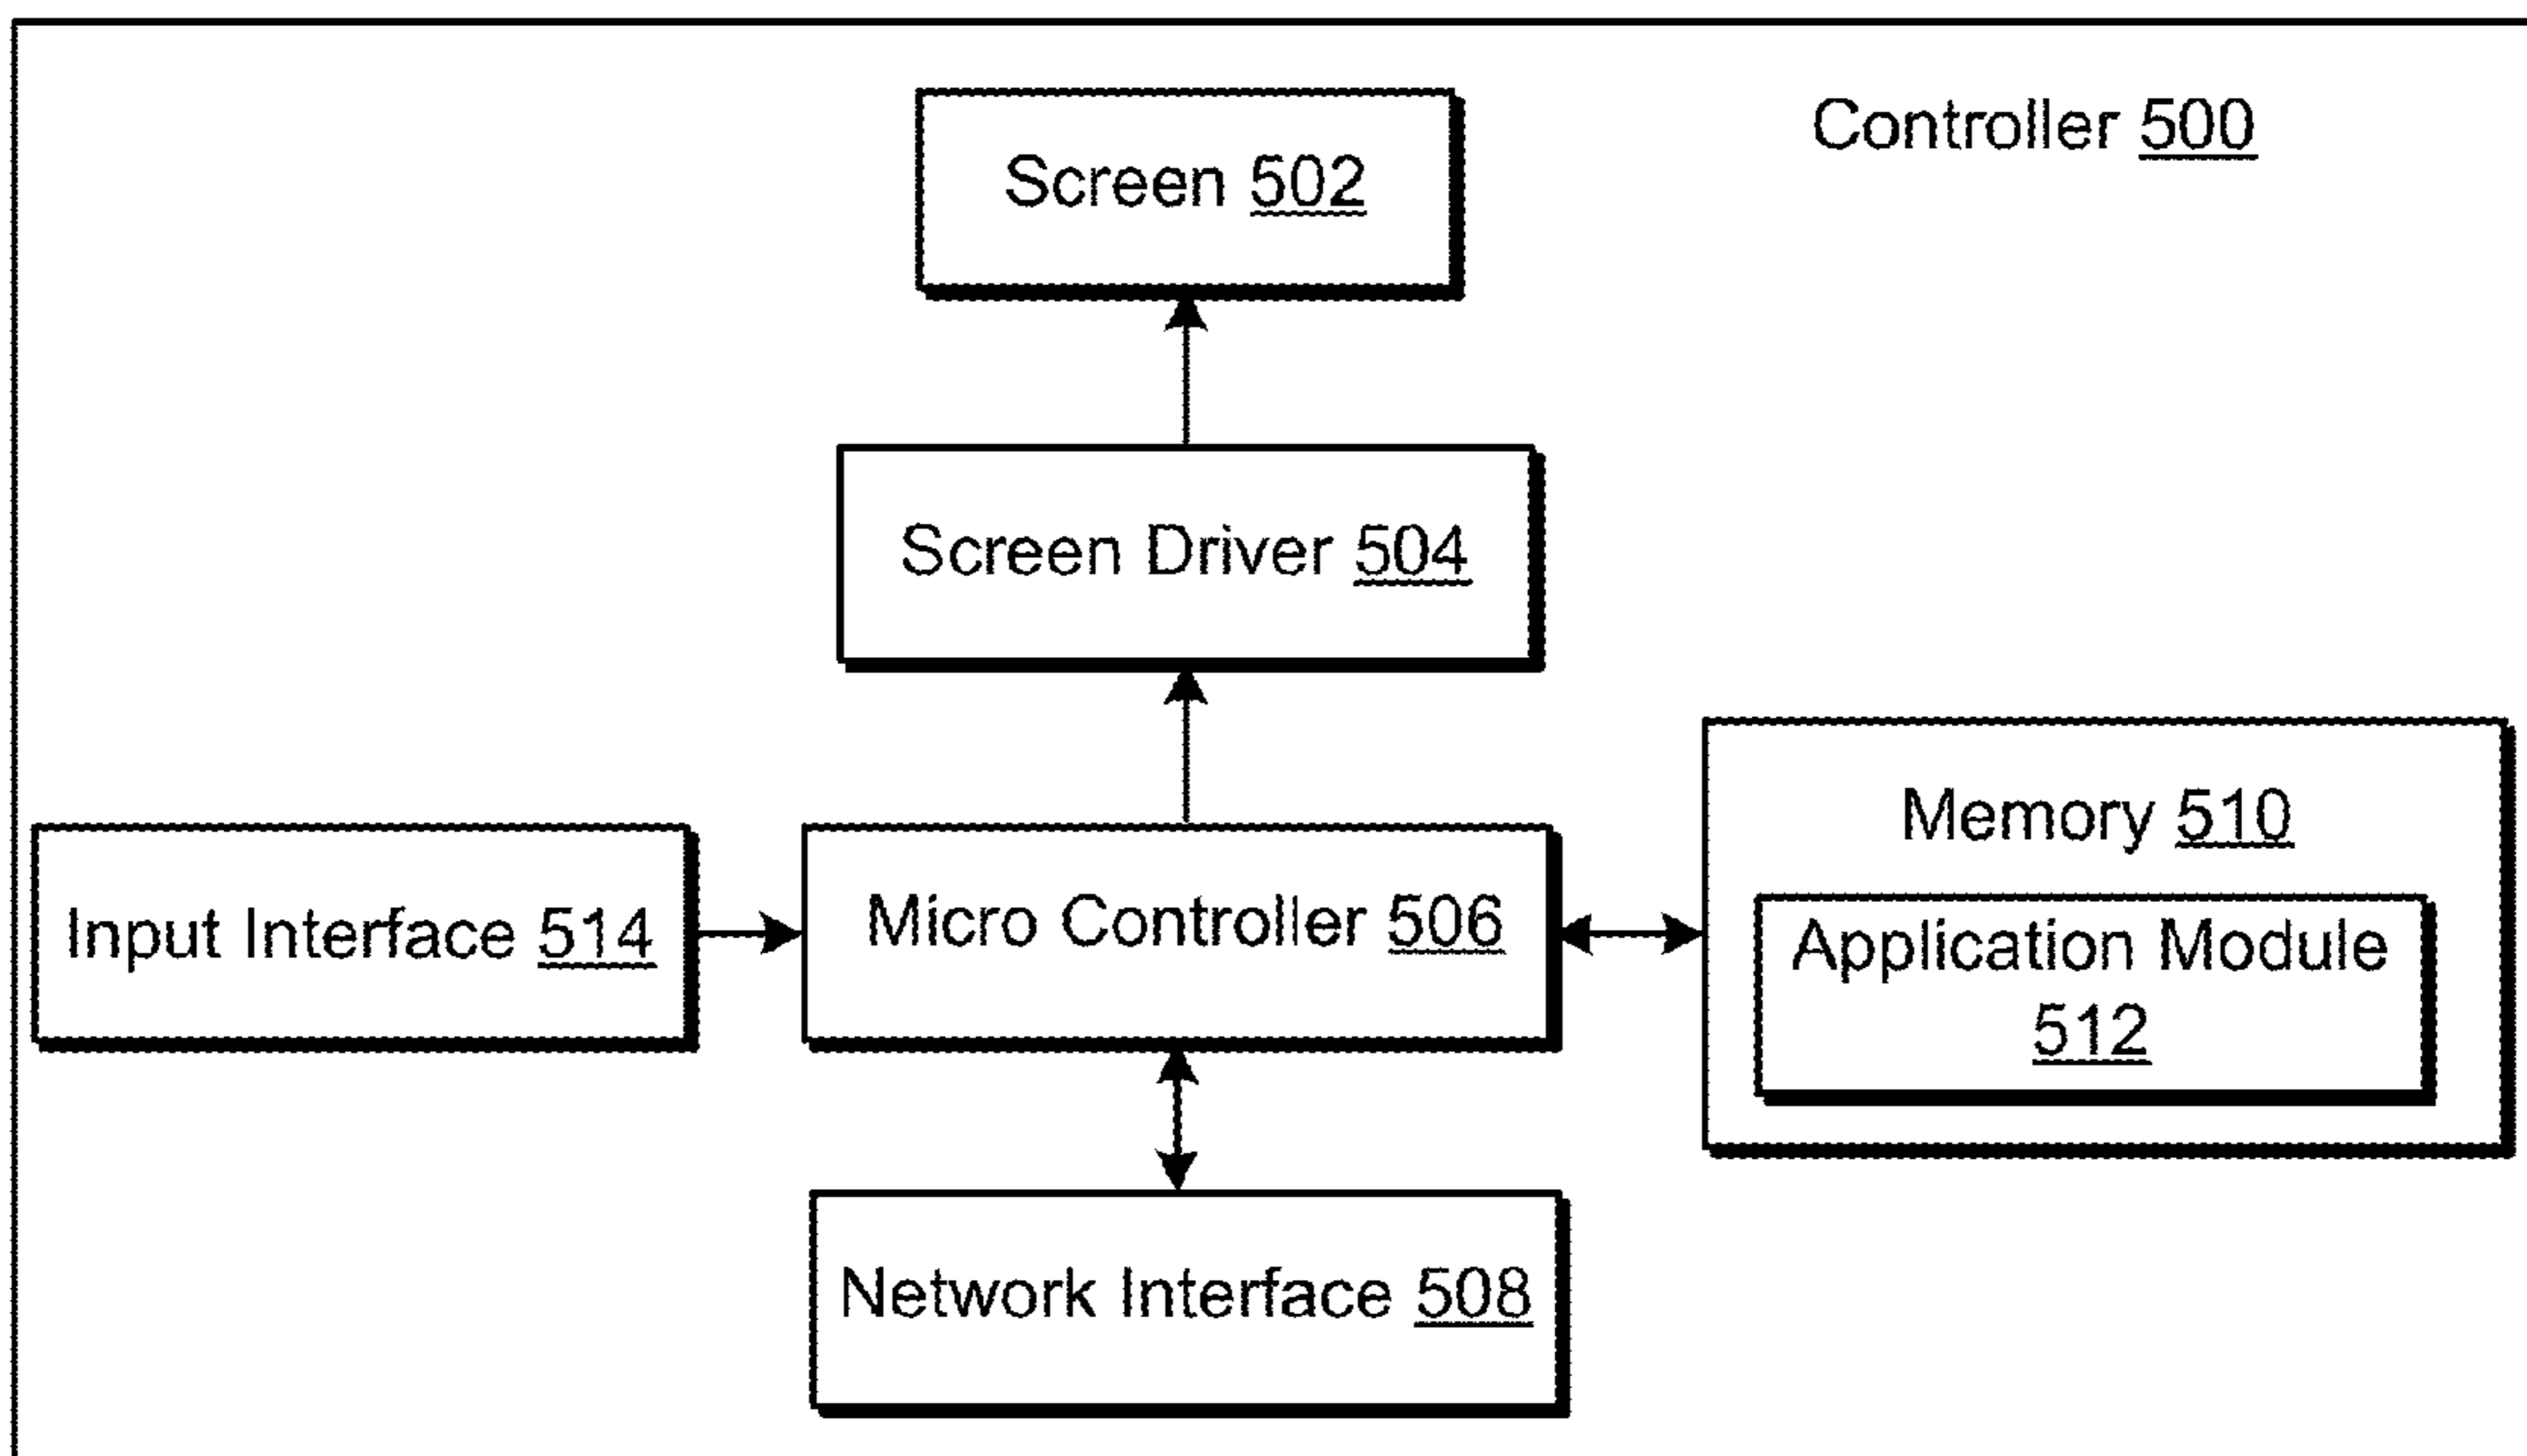 Controller 500
Screen 502
Screen Driver 504
Memory 510
Input Interface 514
Micro Controller 506
Application Module
512
Network Interface 508